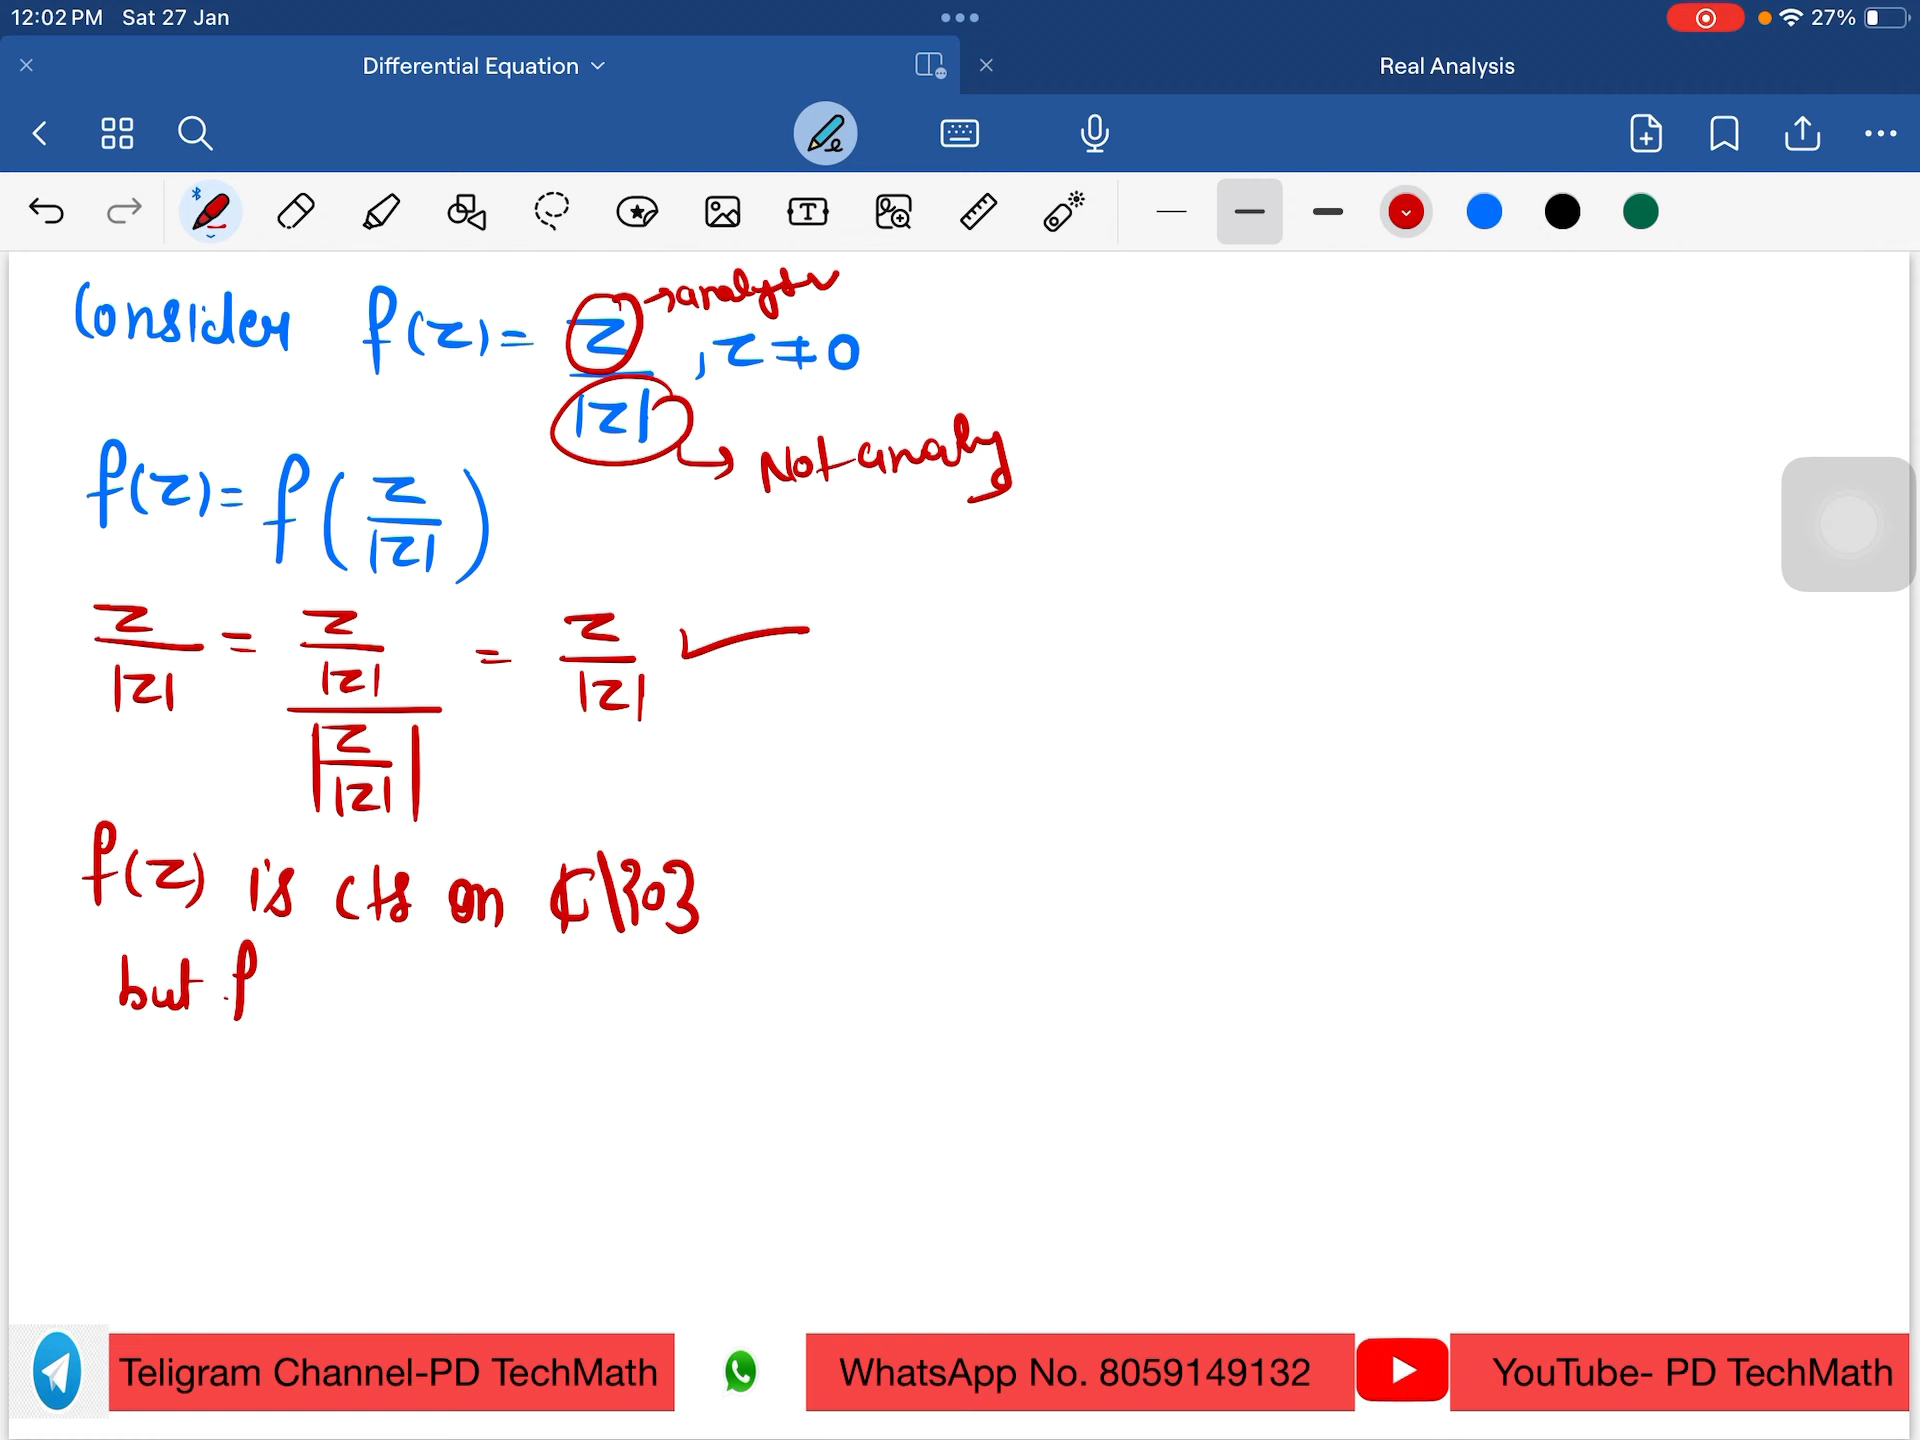 12:02 PM Sat 27 Jan
27%
Differential Equation
Real Analysis
Consider f(z) = z/|z| , z ≠ 0
→ analytic
→ Not analy
f(z) = f(z/|z|)
z/|z| = (z/|z|)/|z/|z|| = z/|z| ✓
f(z) is cts on ℂ\{0}
but f
Teligram Channel-PD TechMath
WhatsApp No. 8059149132
YouTube- PD TechMath